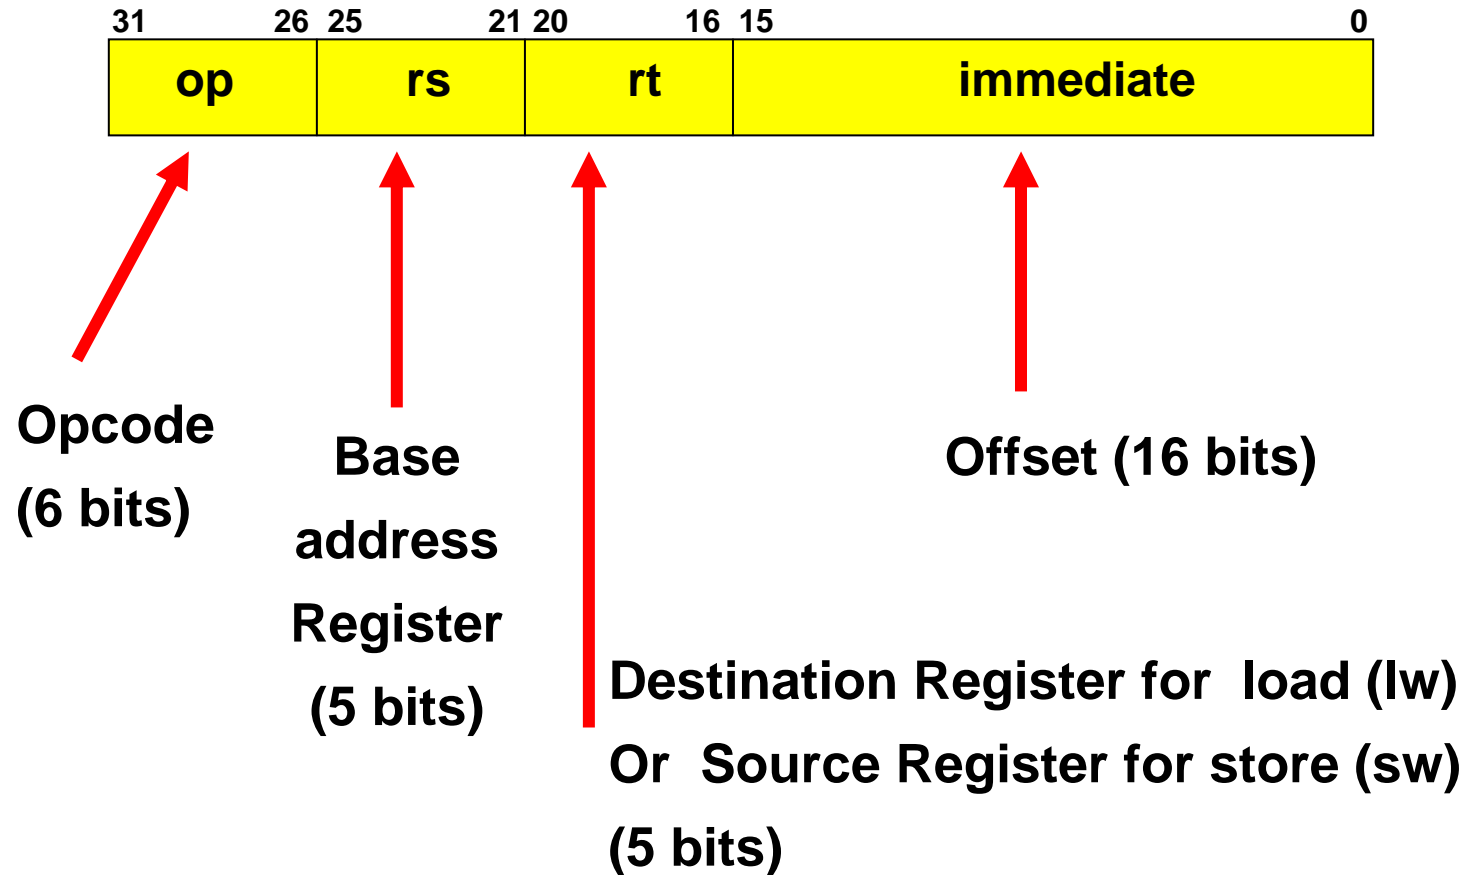 31 26 25 21 20 16 15 0
op rs rt immediate
Opcode
(6 bits)
Base
address
Register
(5 bits)
Offset (16 bits)
Destination Register for load (lw)
Or Source Register for store (sw)
(5 bits)